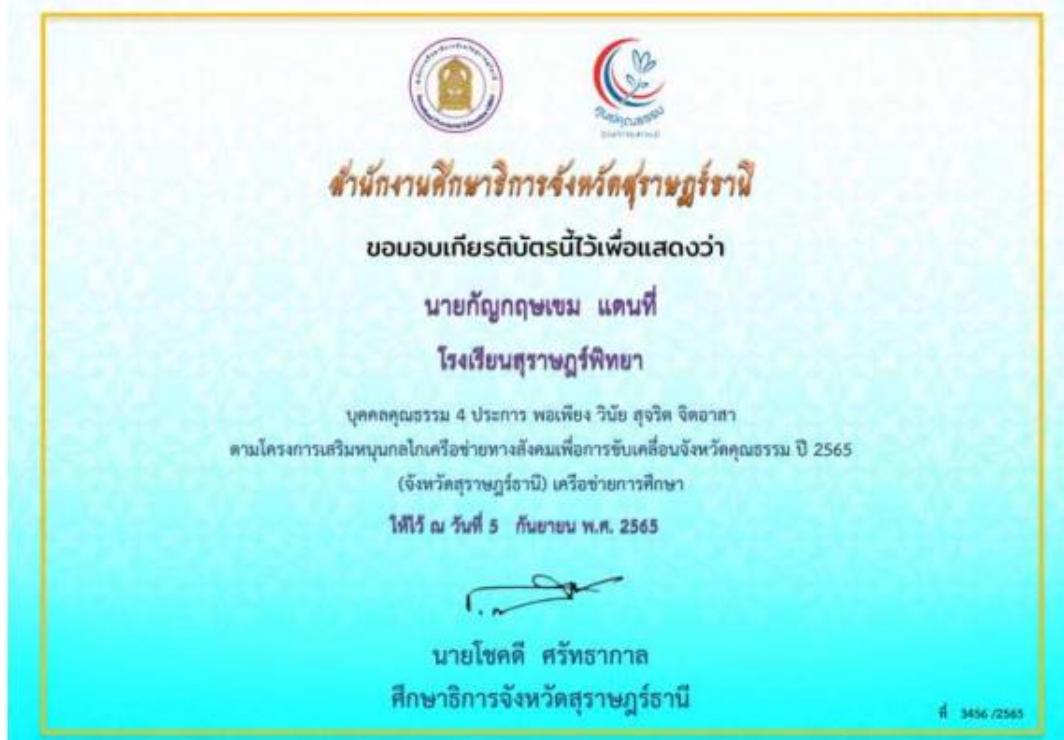 ศูนย์คุณธรรม
สำนักงานศึกษาธิการจังหวัดสุราษฎร์ธานี
ขอมอบเกียรติบัตรนี้ไว้เพื่อแสดงว่า
นายกัญกฤษเขม แดนที่
โรงเรียนสุราษฎร์พิทยา
บุคคลคุณธรรม 4 ประการ พอเพียง วินัย สุจริต จิตอาสา
ตามโครงการเสริมหนุนกลไกเครือข่ายทางสังคมเพื่อการขับเคลื่อนจังหวัดคุณธรรม ปี 2565
(จังหวัดสุราษฎร์ธานี) เครือข่ายการศึกษา
ให้ไว้ ณ วันที่ 5 กันยายน พ.ศ. 2565
นายโชคดี ศรัทธากาล
ศึกษาธิการจังหวัดสุราษฎร์ธานี
ที่ 3456 /2565